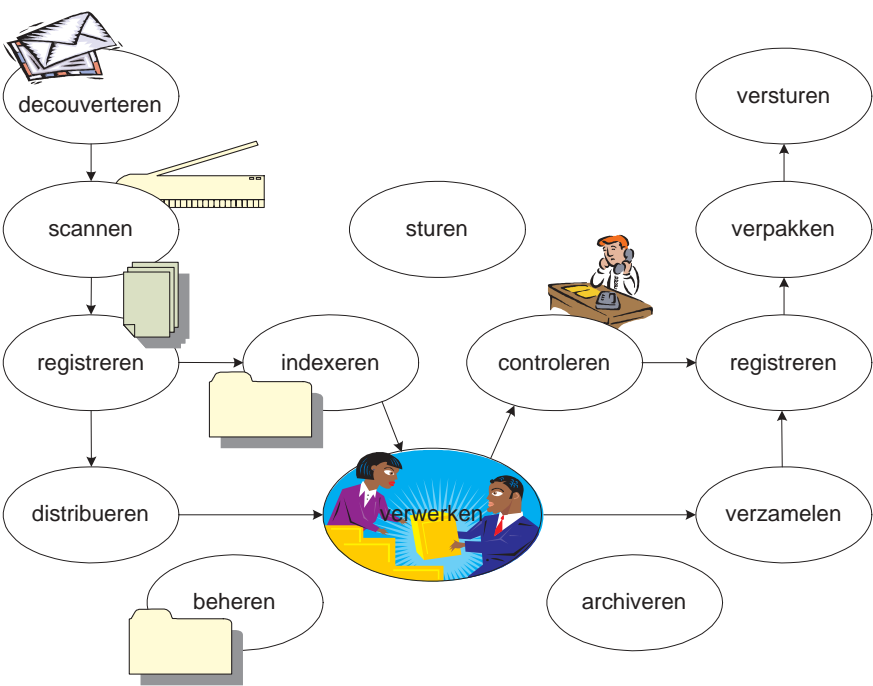 decouverteren
versturen
scannen
sturen
verpakken
registreren
indexeren
controleren
registreren
distribueren
verwerken
verzamelen
beheren
archiveren